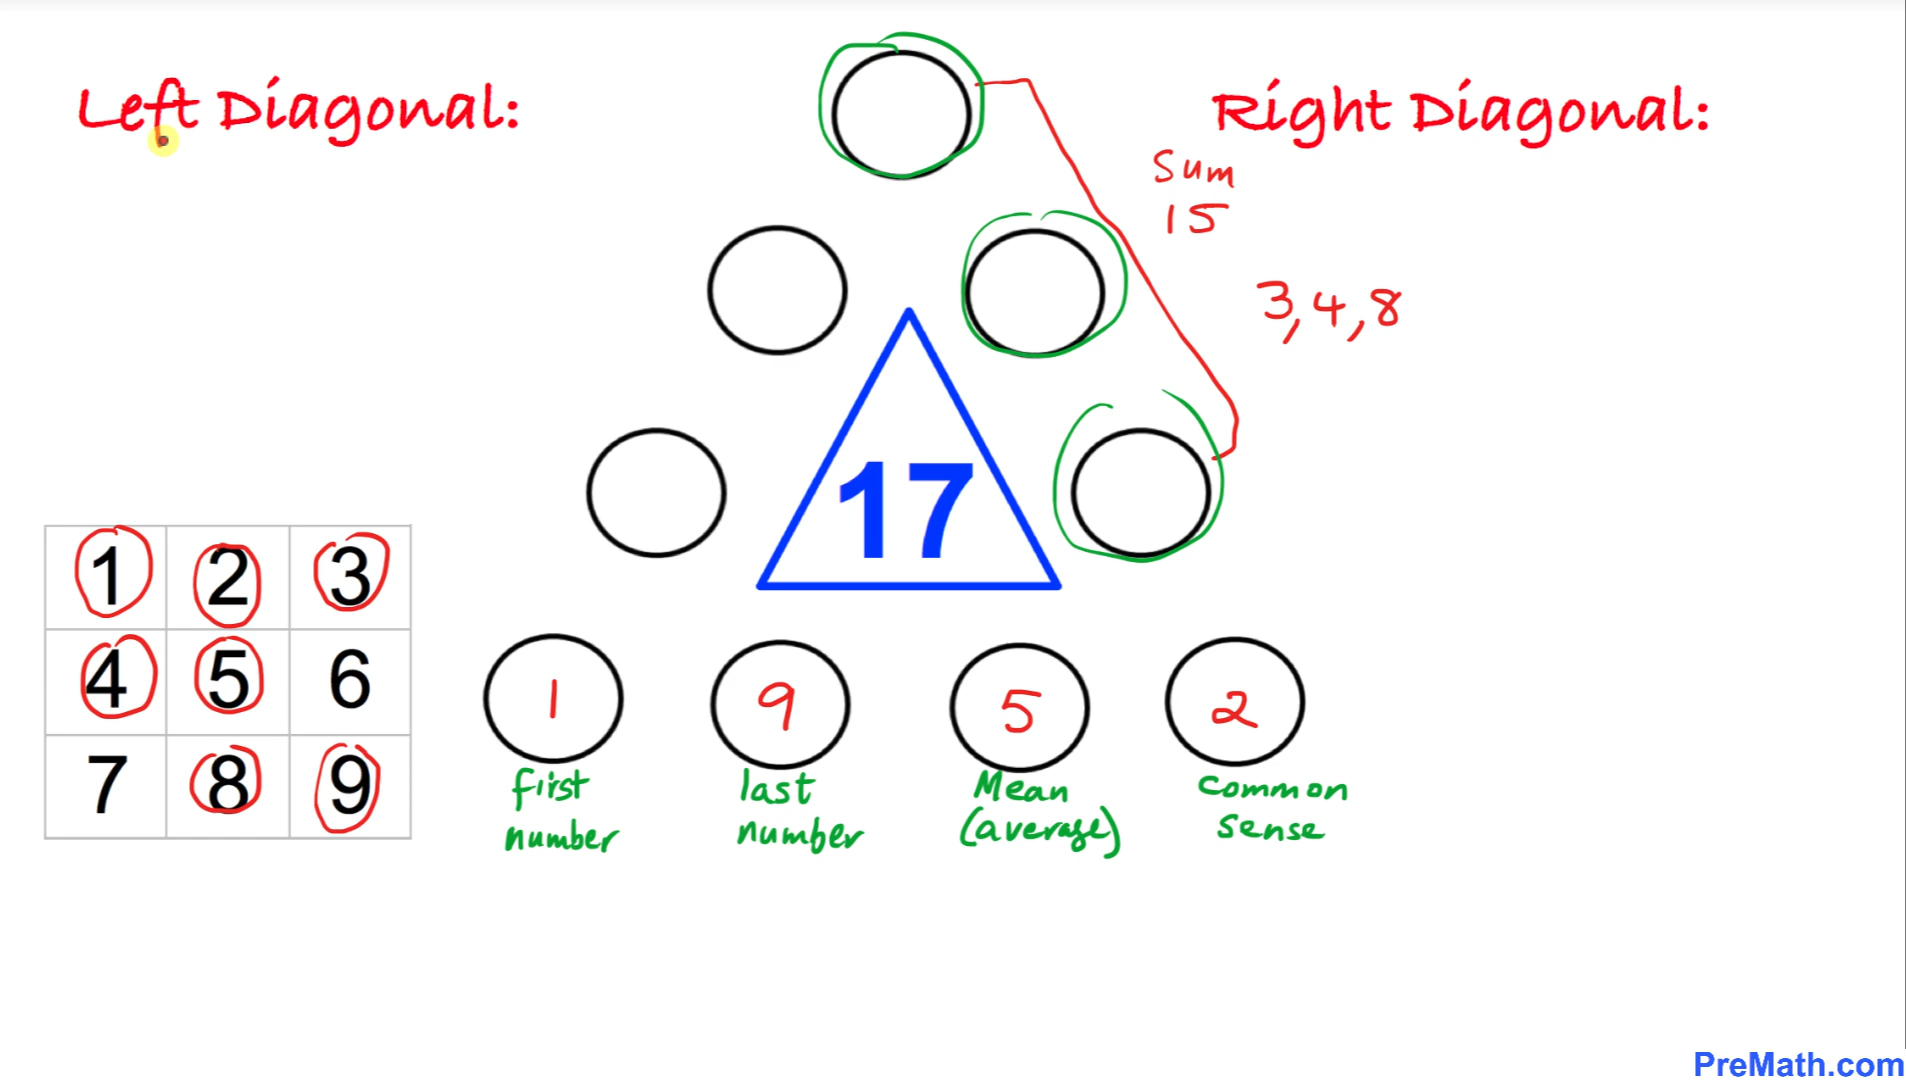 Left Diagonal:
Right Diagonal:
Sum
15
3,4,8
17
1 2 3
4 5 6
7 8 9
1 9 5 2
first number
last number
Mean (average)
common sense
PreMath.com